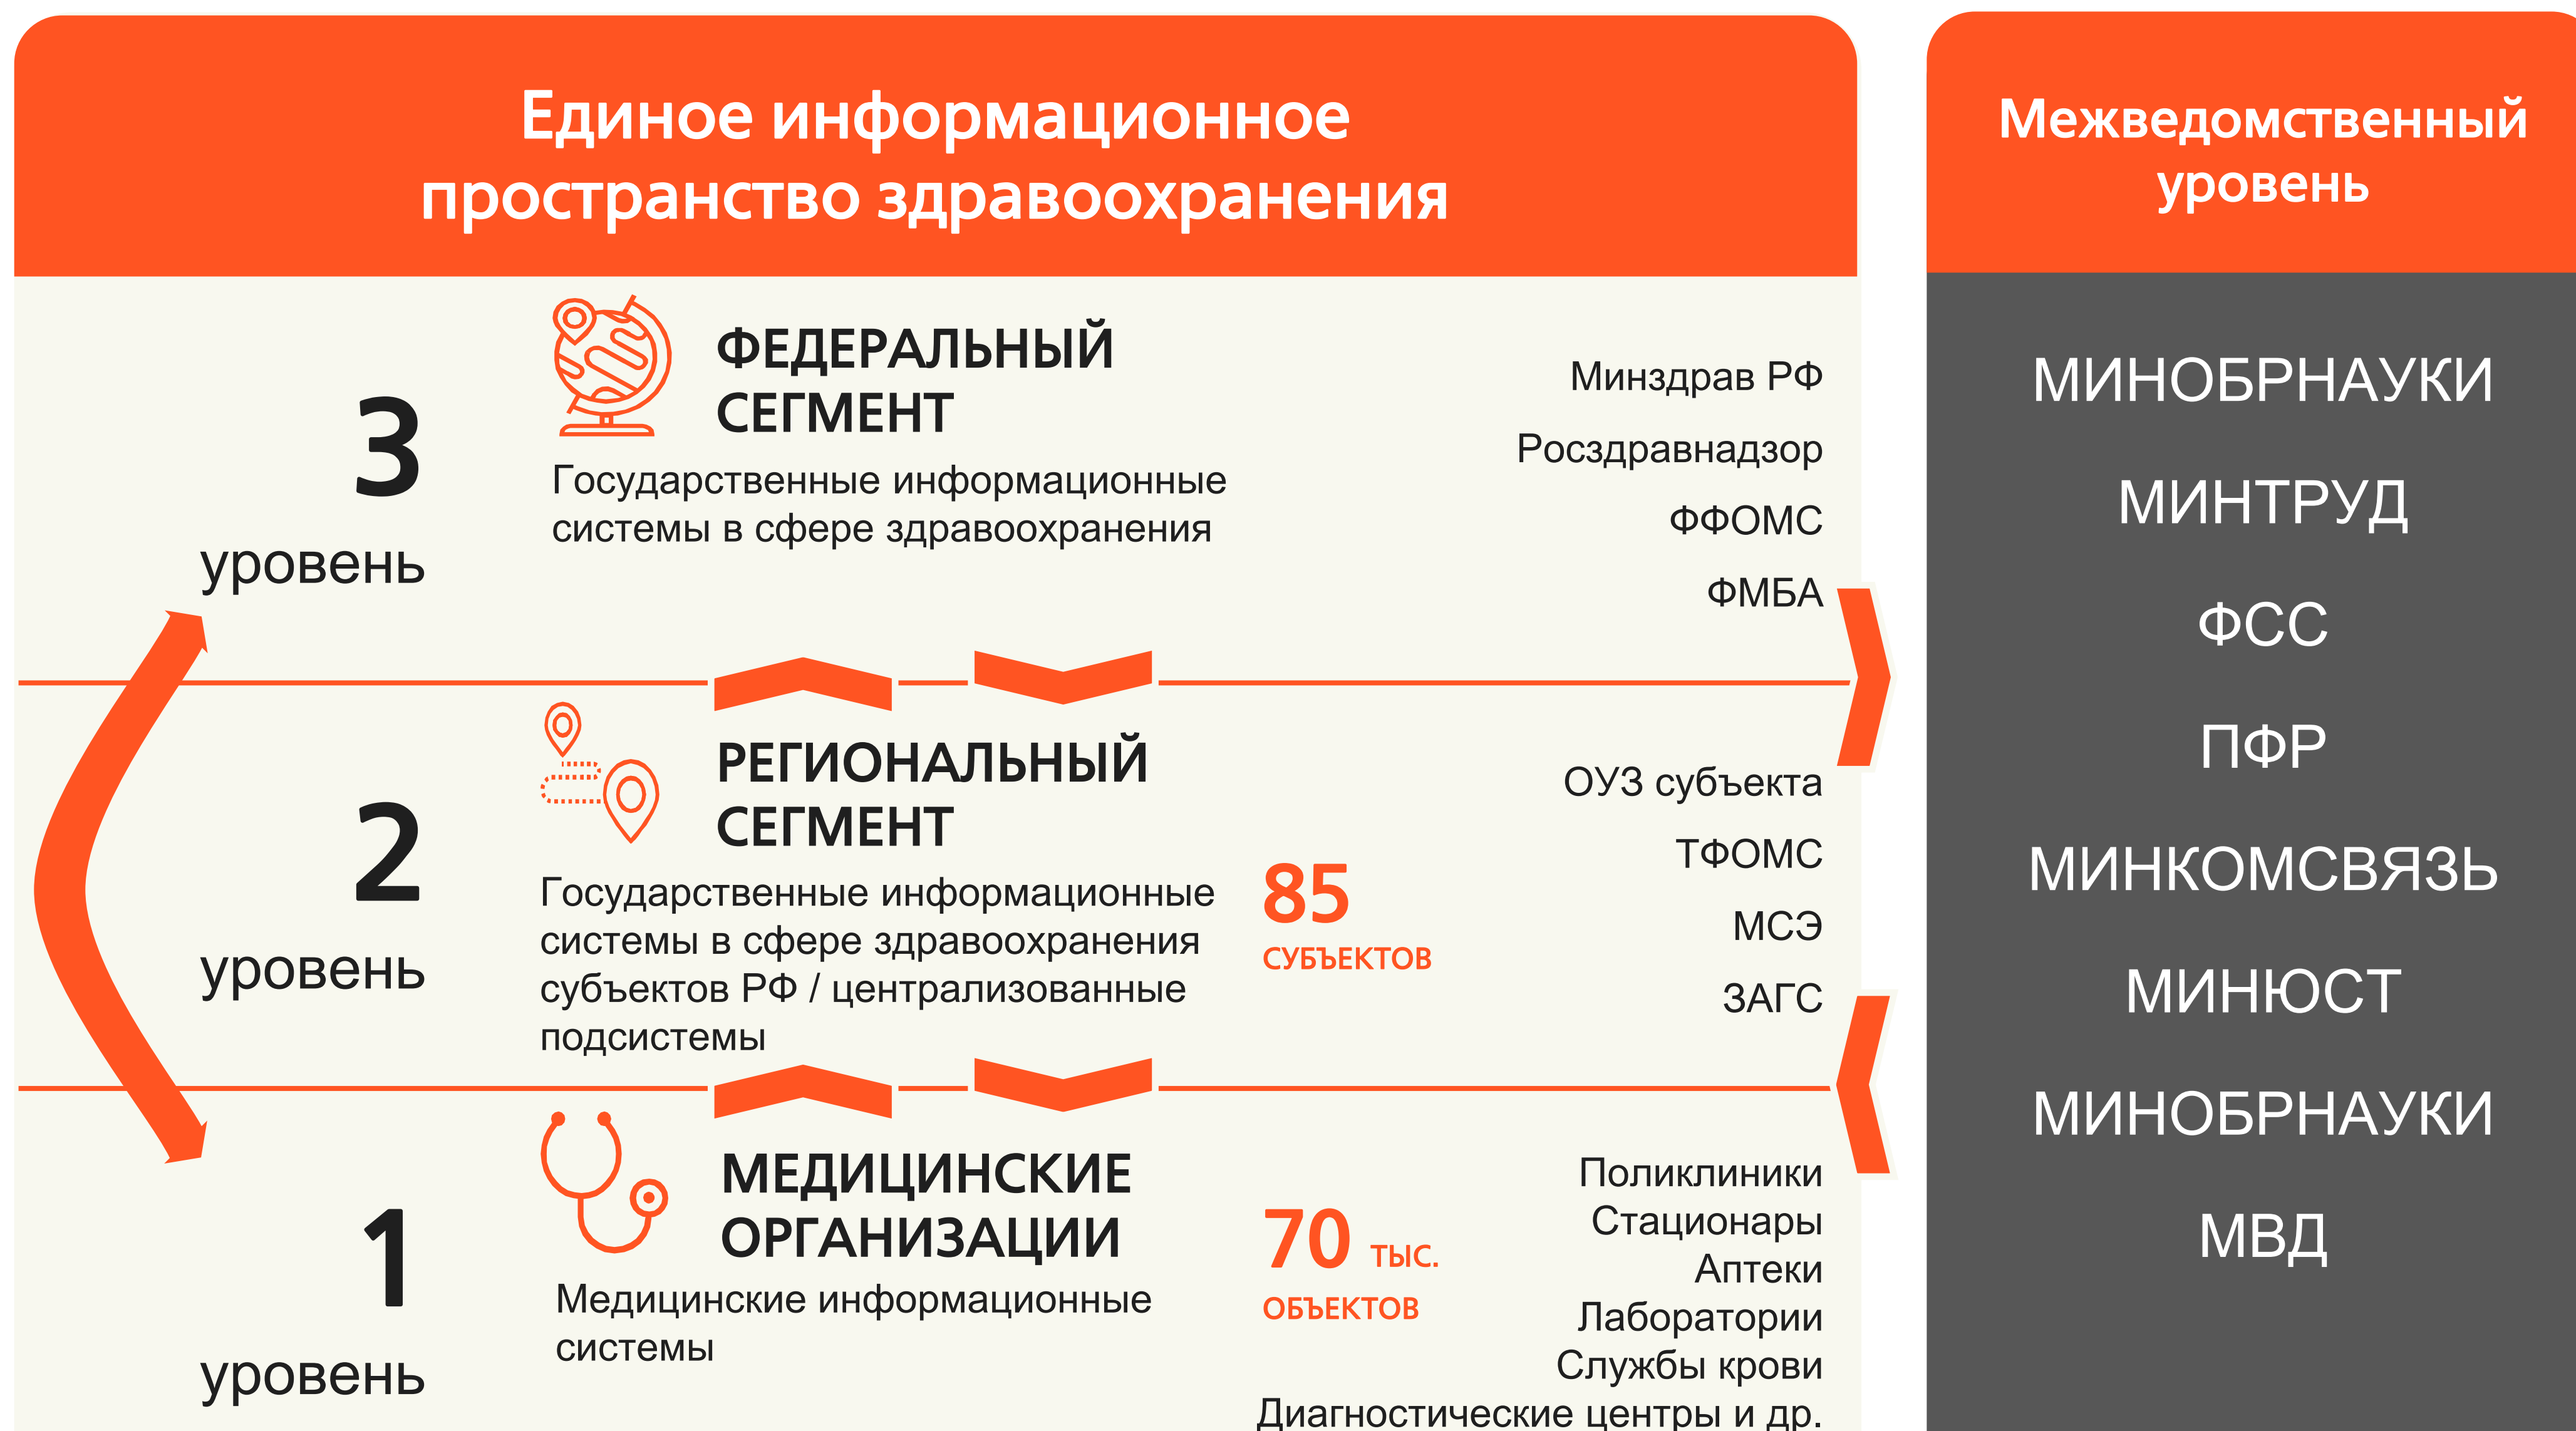 Единое информационное
пространство здравоохранения
3
уровень
ФЕДЕРАЛЬНЫЙ
СЕГМЕНТ
Государственные информационные
системы в сфере здравоохранения
Минздрав РФ
Росздравнадзор
ФФОМС
ФМБА
2
уровень
РЕГИОНАЛЬНЫЙ
СЕГМЕНТ
Государственные информационные
системы в сфере здравоохранения
субъектов РФ / централизованные
подсистемы
85
СУБЪЕКТОВ
ОУЗ субъекта
ТФОМС
МСЭ
ЗАГС
1
уровень
МЕДИЦИНСКИЕ
ОРГАНИЗАЦИИ
Медицинские информационные
системы
70 ТЫС.
ОБЪЕКТОВ
Поликлиники
Стационары
Аптеки
Лаборатории
Службы крови
Диагностические центры и др.
Межведомственный
уровень
МИНОБРНАУКИ
МИНТРУД
ФСС
ПФР
МИНКОМСВЯЗЬ
МИНЮСТ
МИНОБРНАУКИ
МВД